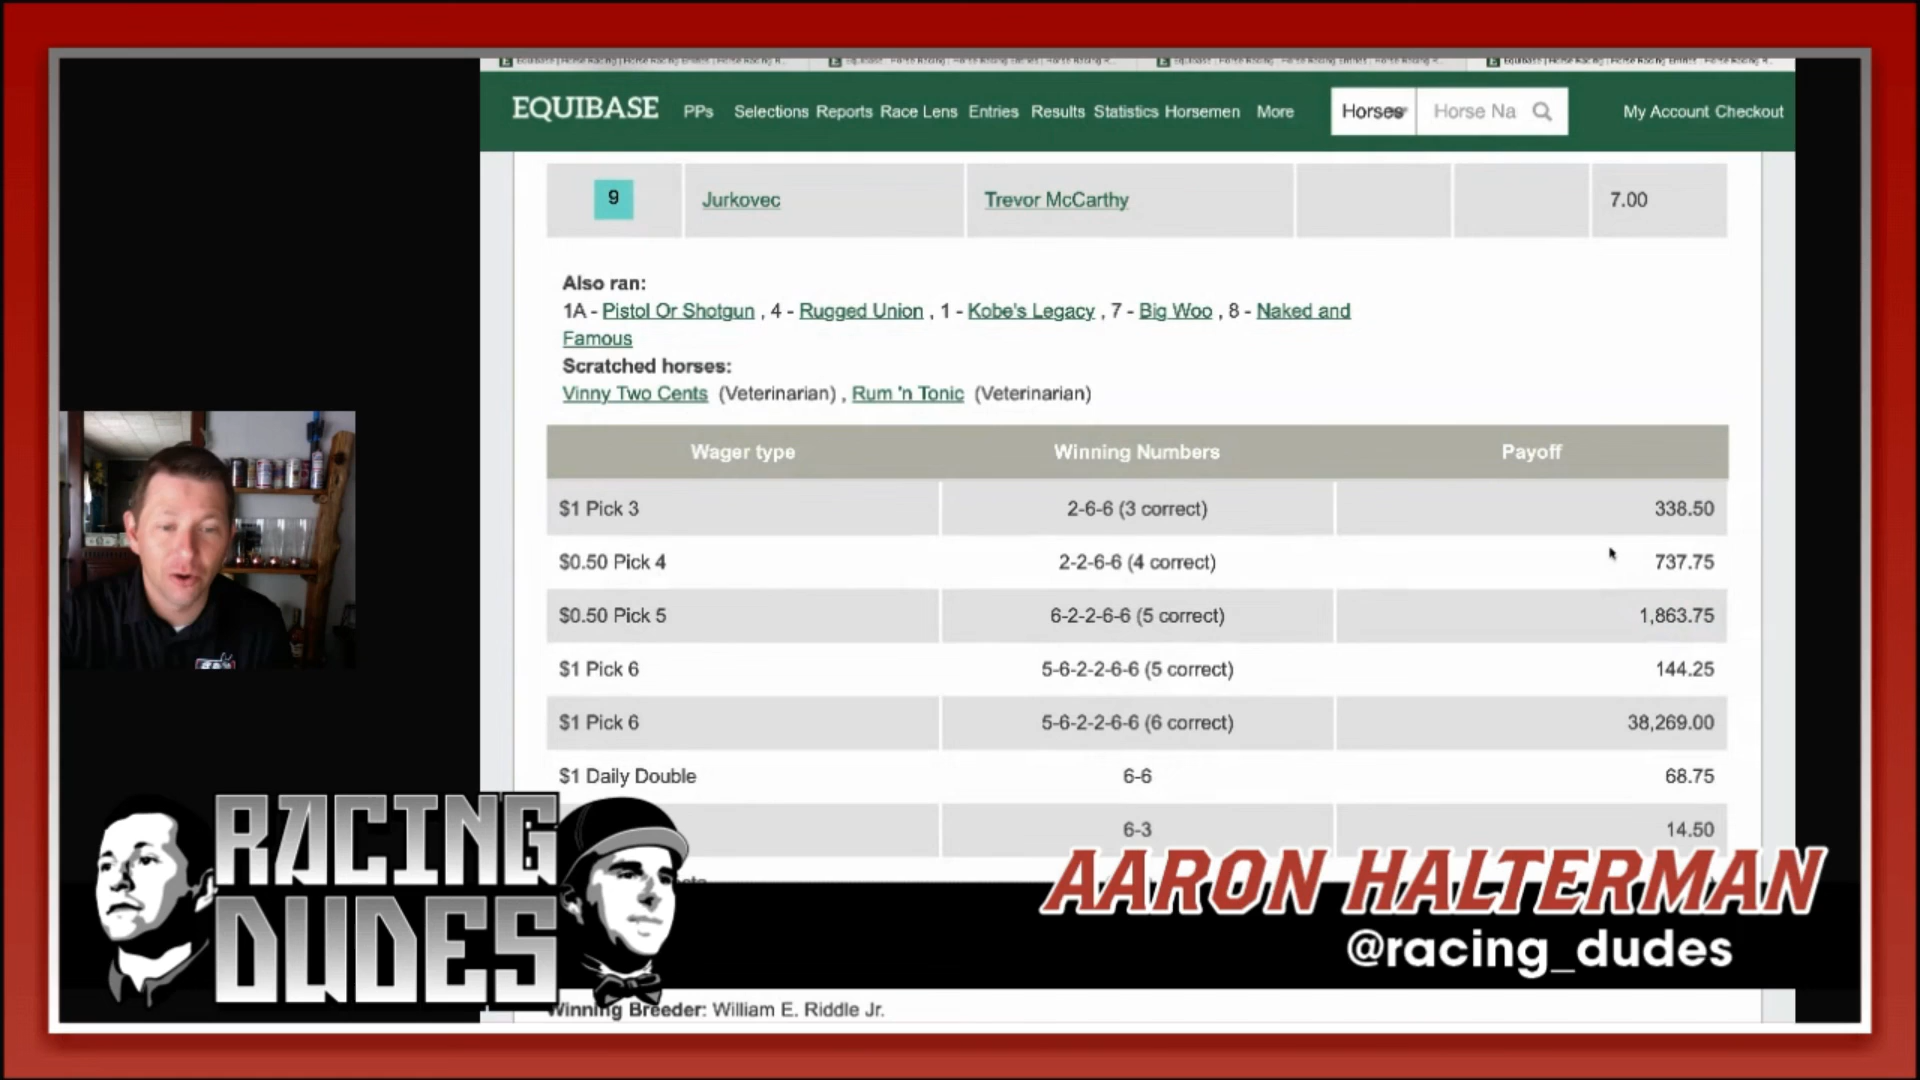 EQUIBASE PPs Selections Reports Race Lens Entries Results Statistics Horsemen More Horses Horse Na My Account Checkout
9 Jurkovec Trevor McCarthy 7.00
Also ran:
1A - Pistol Or Shotgun , 4 - Rugged Union , 1 - Kobe's Legacy , 7 - Big Woo , 8 - Naked and
Famous
Scratched horses:
Vinny Two Cents (Veterinarian) , Rum 'n Tonic (Veterinarian)
Wager type Winning Numbers Payoff
$1 Pick 3 2-6-6 (3 correct) 338.50
$0.50 Pick 4 2-2-6-6 (4 correct) 737.75
$0.50 Pick 5 6-2-2-6-6 (5 correct) 1,863.75
$1 Pick 6 5-6-2-2-6-6 (5 correct) 144.25
$1 Pick 6 5-6-2-2-6-6 (6 correct) 38,269.00
$1 Daily Double 6-6 68.75
6-3 14.50
RACING
DUDES
AARON HALTERMAN
@racing_dudes
Winning Breeder: William E. Riddle Jr.